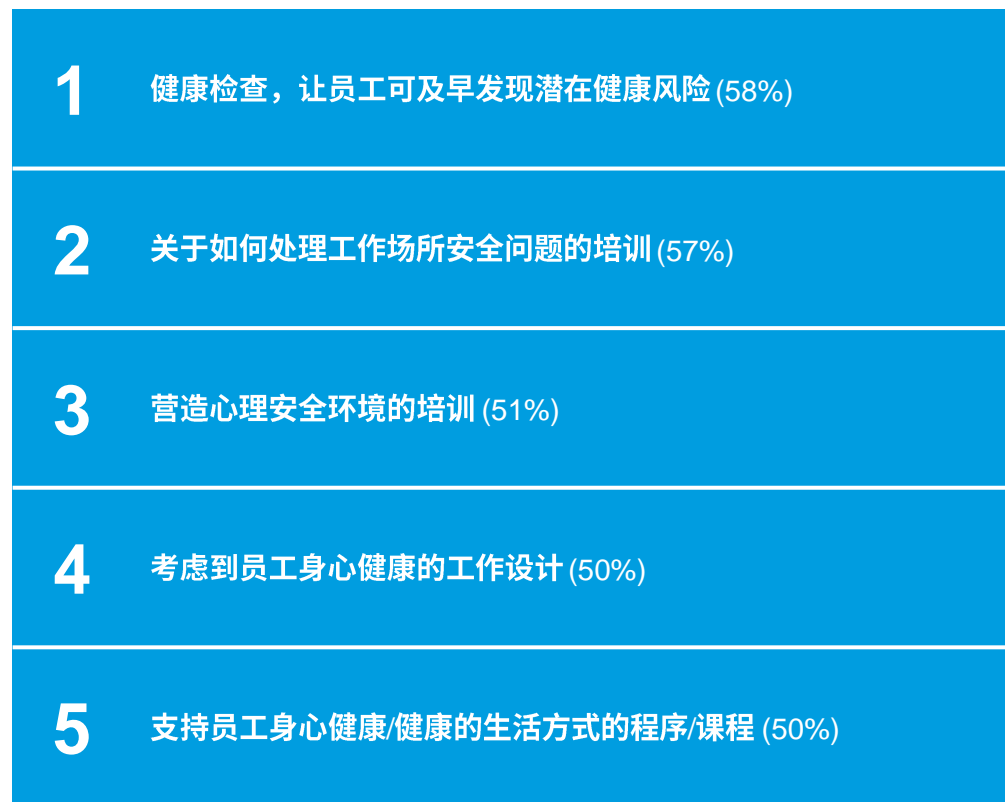 1 健康检查，让员工可及早发现潜在健康风险 (58%)
2 关于如何处理工作场所安全问题的培训 (57%)
3 营造心理安全环境的培训 (51%)
4 考虑到员工身心健康的工作设计 (50%)
5 支持员工身心健康/健康的生活方式的程序/课程 (50%)